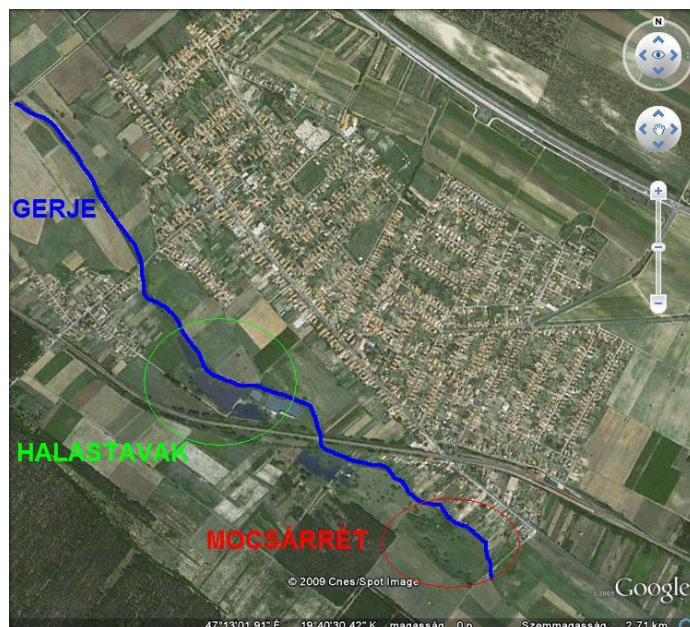 N
GERJE
HALASTAVAK
MOCSÁRRÉT
© 2009 Cnes/Spot Image
© 2009 Google
47°13'01.91" É 19°40'30.42" K magasság 0 p Szemmagasság: 2.71 km